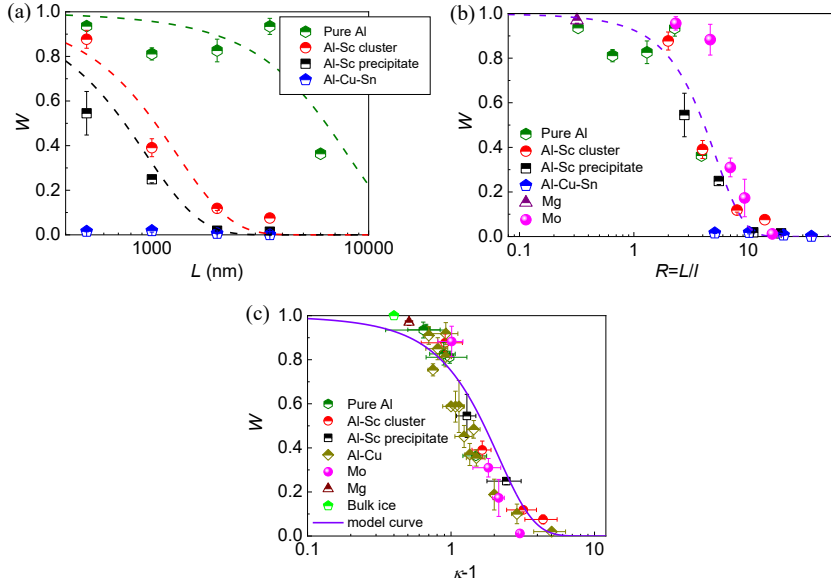 (a)
1.0
0.8
0.6
0.4
0.2
0.0
W
1000
10000
L (nm)
Pure Al
Al-Sc cluster
Al-Sc precipitate
Al-Cu-Sn
(b)
1.0
0.8
0.6
0.4
0.2
0.0
W
0.1
1
10
R=L/l
Pure Al
Al-Sc cluster
Al-Sc precipitate
Al-Cu-Sn
Mg
Mo
(c)
1.0
0.8
0.6
0.4
0.2
0.0
W
0.1
1
10
κ-1
Pure Al
Al-Sc cluster
Al-Sc precipitate
Al-Cu
Mo
Mg
Bulk ice
model curve